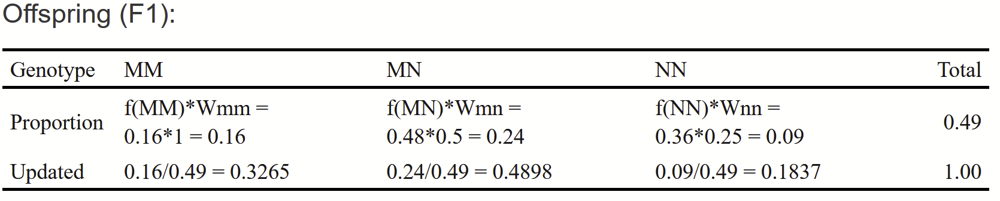 Offspring (F1):
Genotype MM MN NN Total
Proportion f(MM)*Wmm = 0.16*1 = 0.16 f(MN)*Wmn = 0.48*0.5 = 0.24 f(NN)*Wnn = 0.36*0.25 = 0.09 0.49
Updated 0.16/0.49 = 0.3265 0.24/0.49 = 0.4898 0.09/0.49 = 0.1837 1.00